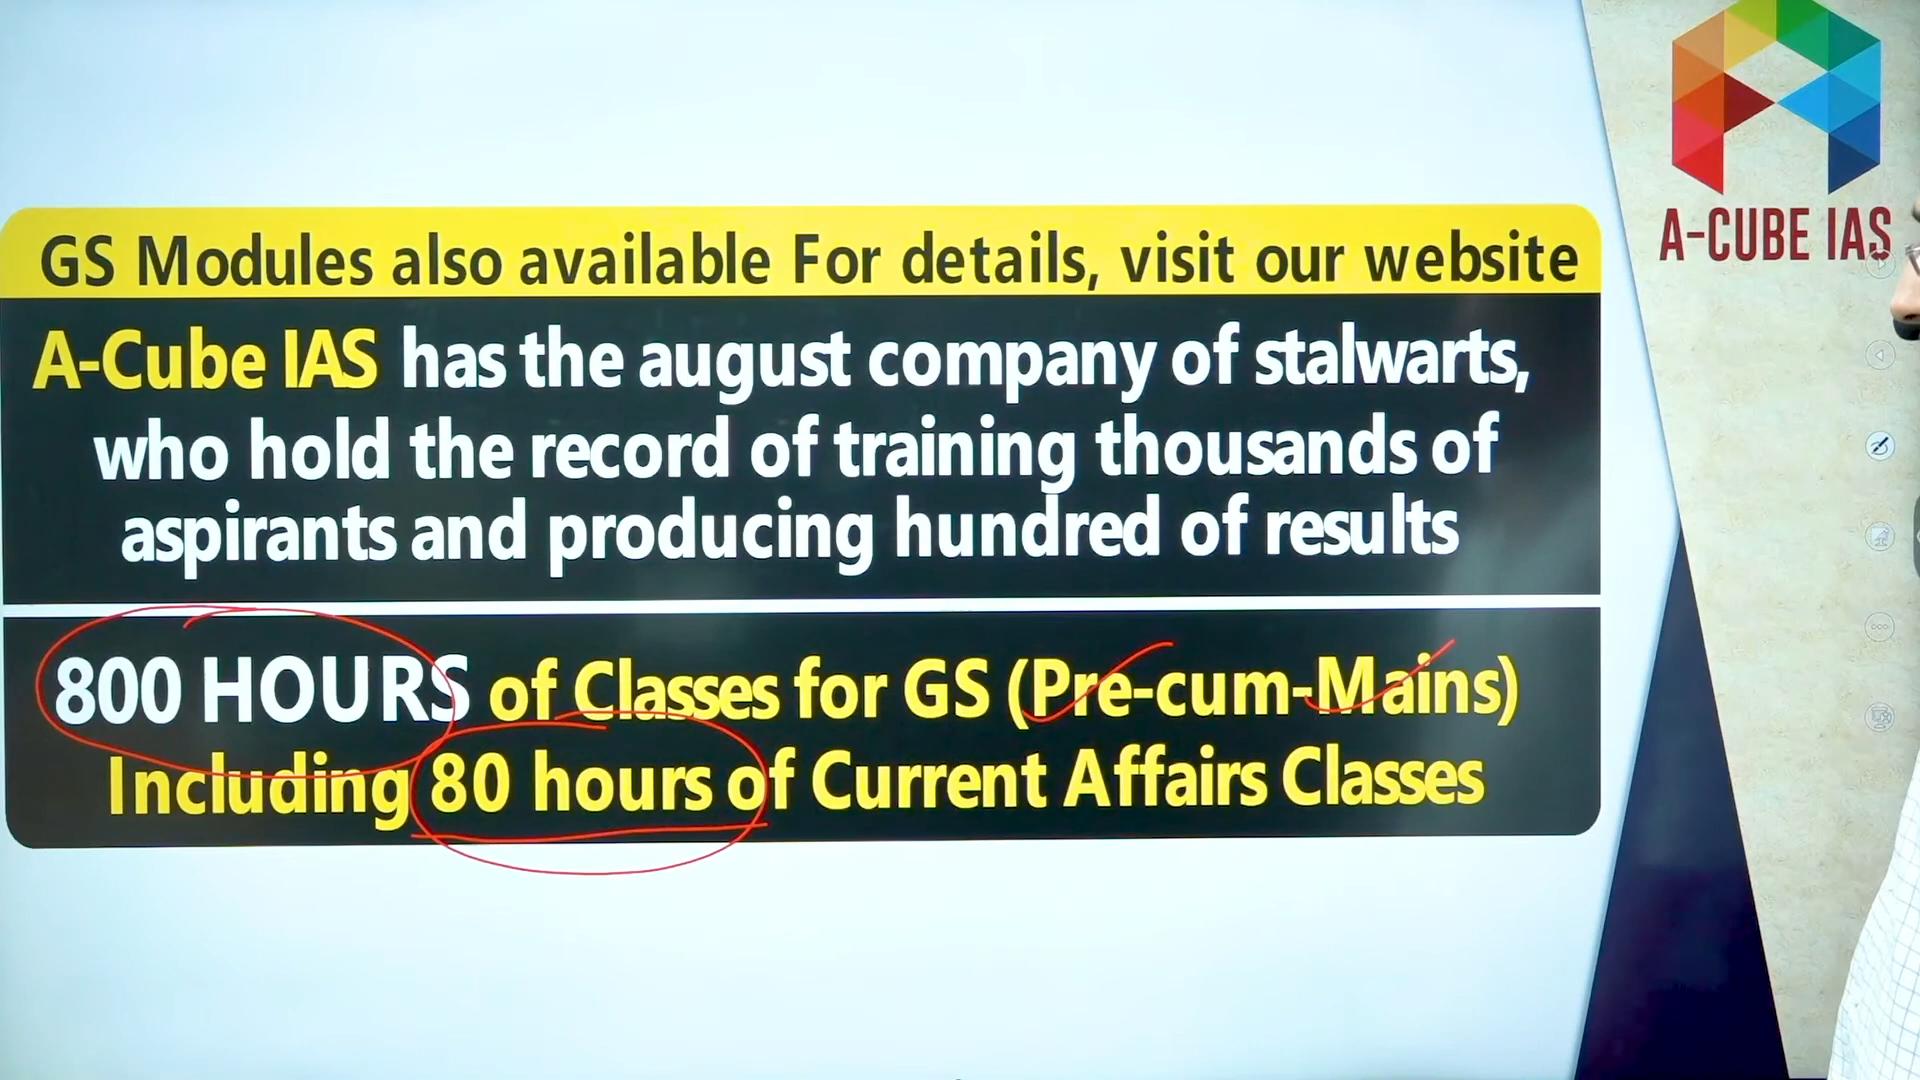 A-CUBE IAS
GS Modules also available For details, visit our website
A-Cube IAS has the august company of stalwarts,
who hold the record of training thousands of
aspirants and producing hundred of results
800 HOURS of Classes for GS (Pre-cum-Mains)
Including 80 hours of Current Affairs Classes